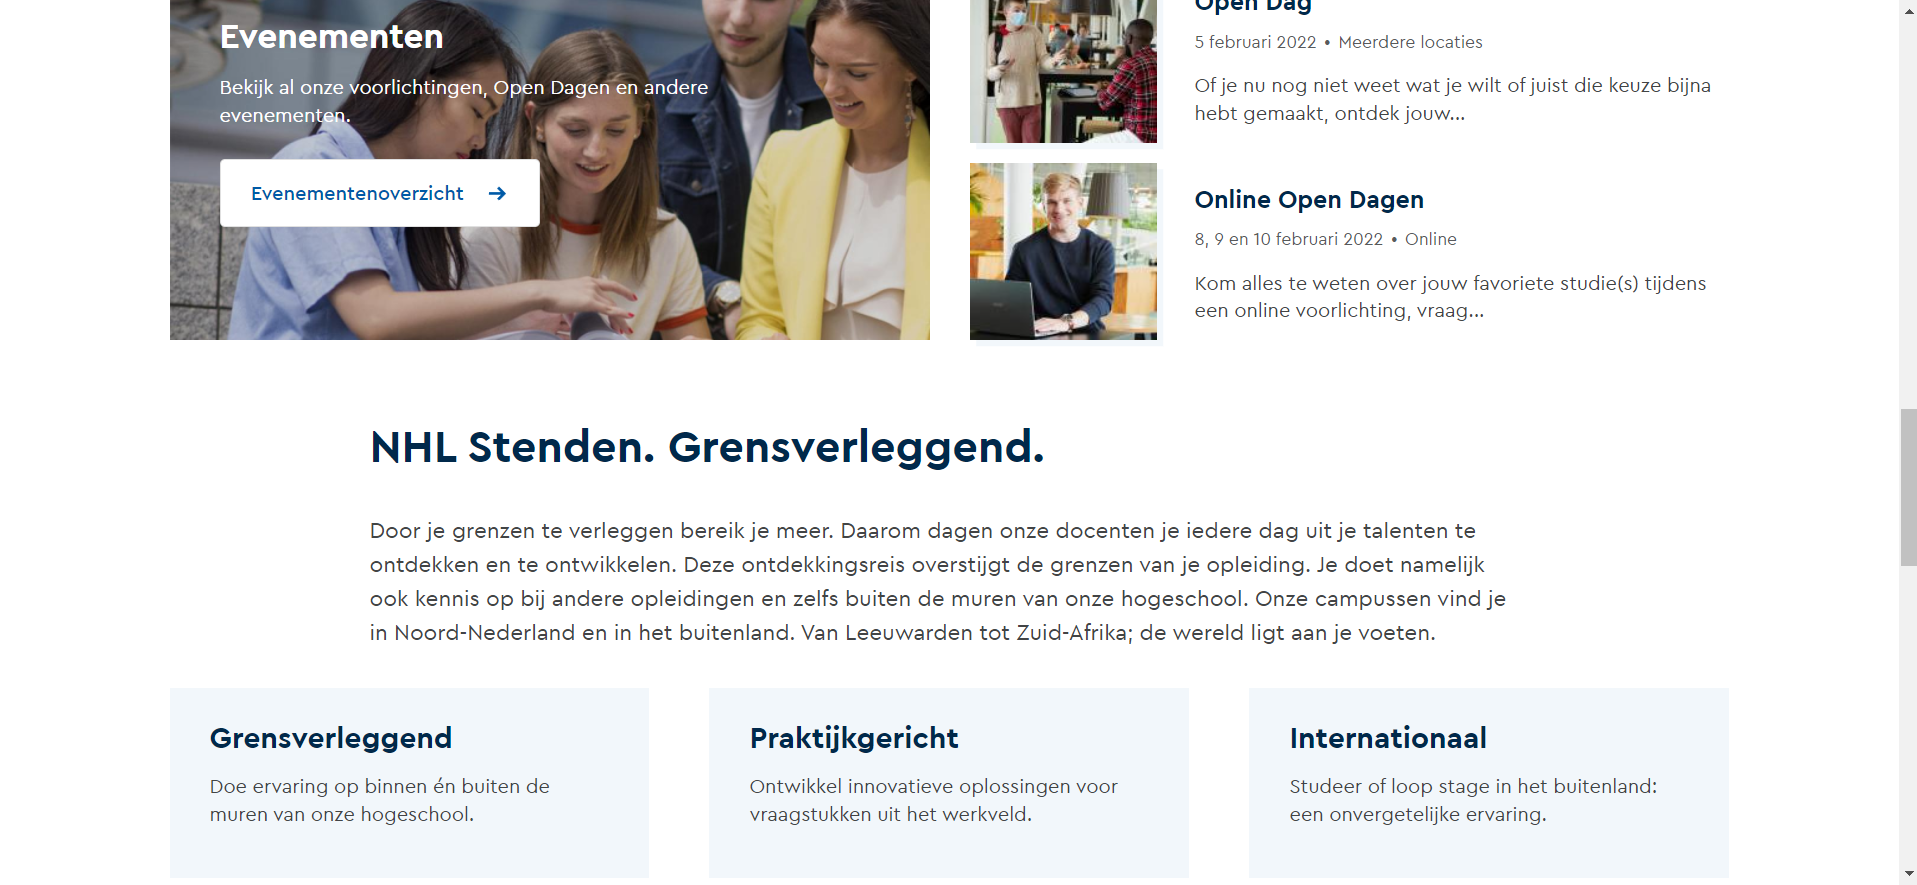 Evenementen
Bekijk al onze voorlichtingen, Open Dagen en andere
evenementen.
Evenementenoverzicht
Open Dag
5 februari 2022 • Meerdere locaties
Of je nu nog niet weet wat je wilt of juist die keuze bijna
hebt gemaakt, ontdek jouw...
Online Open Dagen
8, 9 en 10 februari 2022 • Online
Kom alles te weten over jouw favoriete studie(s) tijdens
een online voorlichting, vraag...
NHL Stenden. Grensverleggend.
Door je grenzen te verleggen bereik je meer. Daarom dagen onze docenten je iedere dag uit je talenten te
ontdekken en te ontwikkelen. Deze ontdekkingsreis overstijgt de grenzen van je opleiding. Je doet namelijk
ook kennis op bij andere opleidingen en zelfs buiten de muren van onze hogeschool. Onze campussen vind je
in Noord-Nederland en in het buitenland. Van Leeuwarden tot Zuid-Afrika; de wereld ligt aan je voeten.
Grensverleggend
Doe ervaring op binnen én buiten de
muren van onze hogeschool.
Praktijkgericht
Ontwikkel innovatieve oplossingen voor
vraagstukken uit het werkveld.
Internationaal
Studeer of loop stage in het buitenland:
een onvergetelijke ervaring.